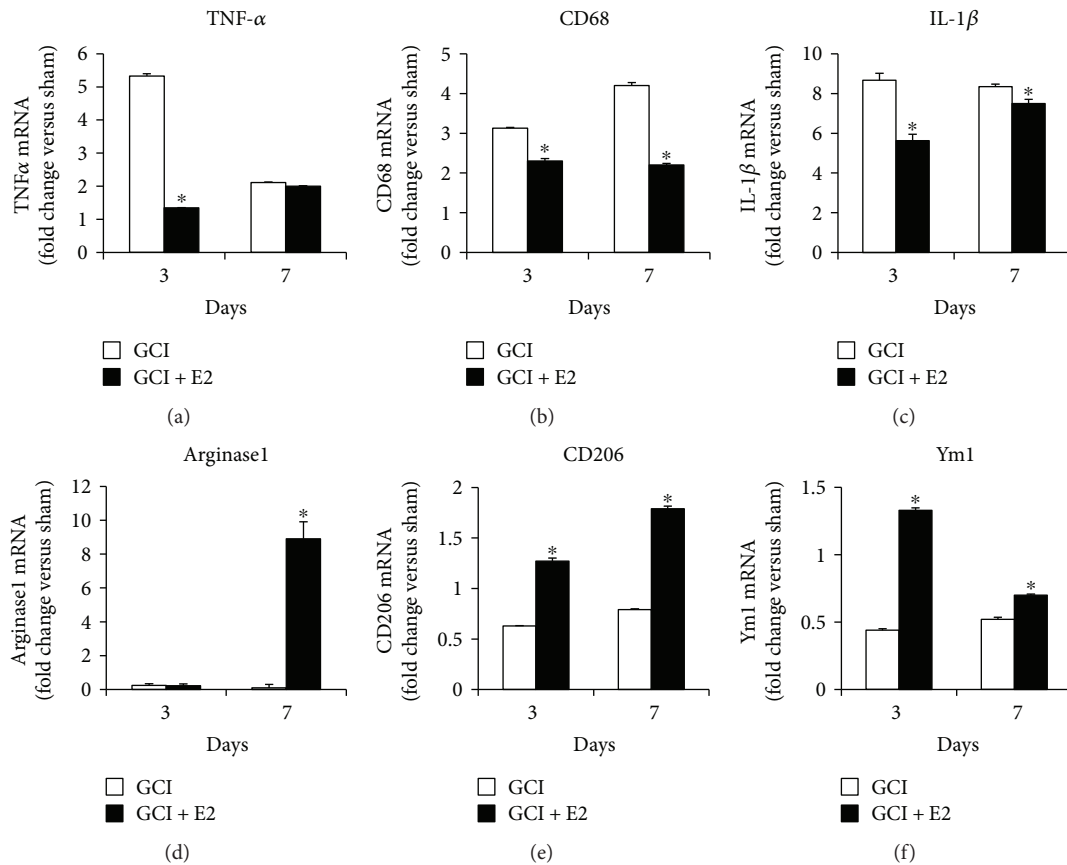 TNF-α
TNFα mRNA
(fold change versus sham)
6
5
4
3
2
1
0
*
3
7
Days
GCI
GCI + E2
(a)
CD68
CD68 mRNA
(fold change versus sham)
5
4
3
2
1
0
*
*
3
7
Days
GCI
GCI + E2
(b)
IL-1β
IL-1β mRNA
(fold change versus sham)
10
8
6
4
2
0
*
*
3
7
Days
GCI
GCI + E2
(c)
Arginase1
Arginase1 mRNA
(fold change versus sham)
12
10
8
6
4
2
0
*
3
7
Days
GCI
GCI + E2
(d)
CD206
CD206 mRNA
(fold change versus sham)
2
1.5
1
0.5
0
*
*
3
7
Days
GCI
GCI + E2
(e)
Ym1
Ym1 mRNA
(fold change versus sham)
1.5
1
0.5
0
*
*
3
7
Days
GCI
GCI + E2
(f)